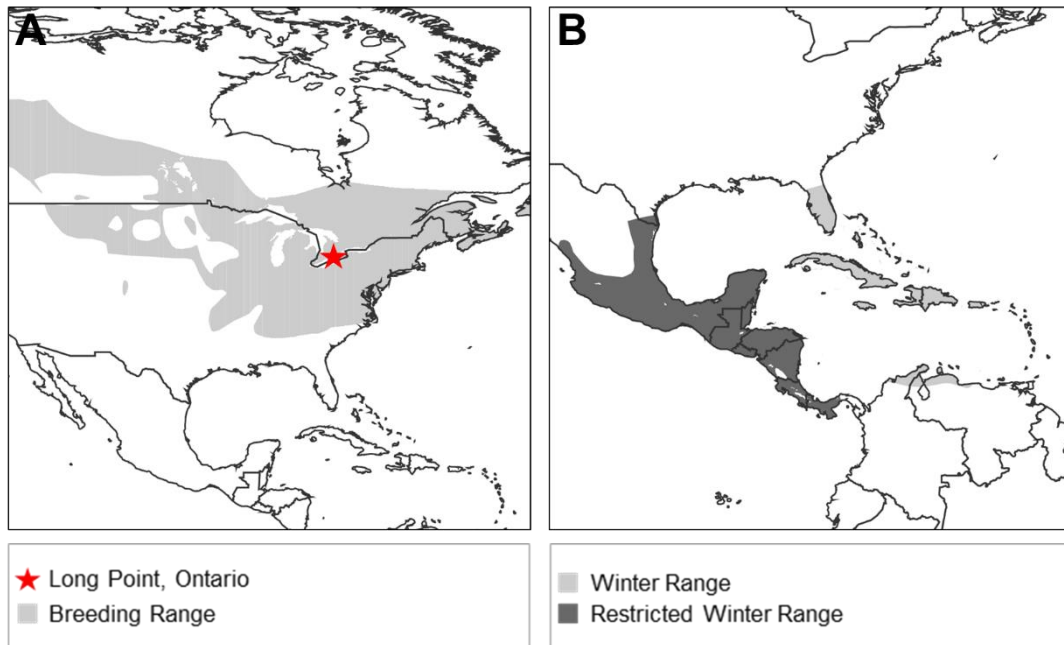 A
B
Long Point, Ontario
Breeding Range
Winter Range
Restricted Winter Range